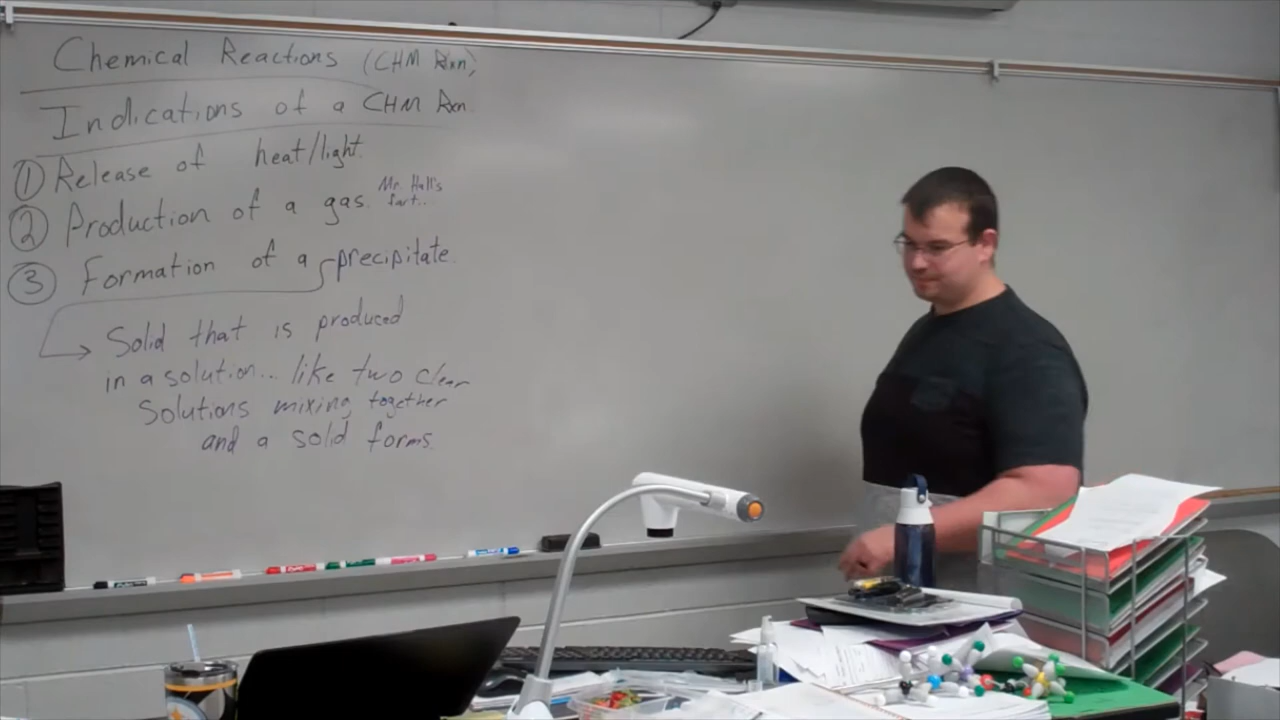 Chemical Reactions (CHM Rxn)
Indications of a CHM Rxn
① Release of heat/light.
② Production of a gas. Mr. Hall's
fart..
③ Formation of a precipitate.
Solid that is produced
in a solution... like two clear
solutions mixing together
and a solid forms.